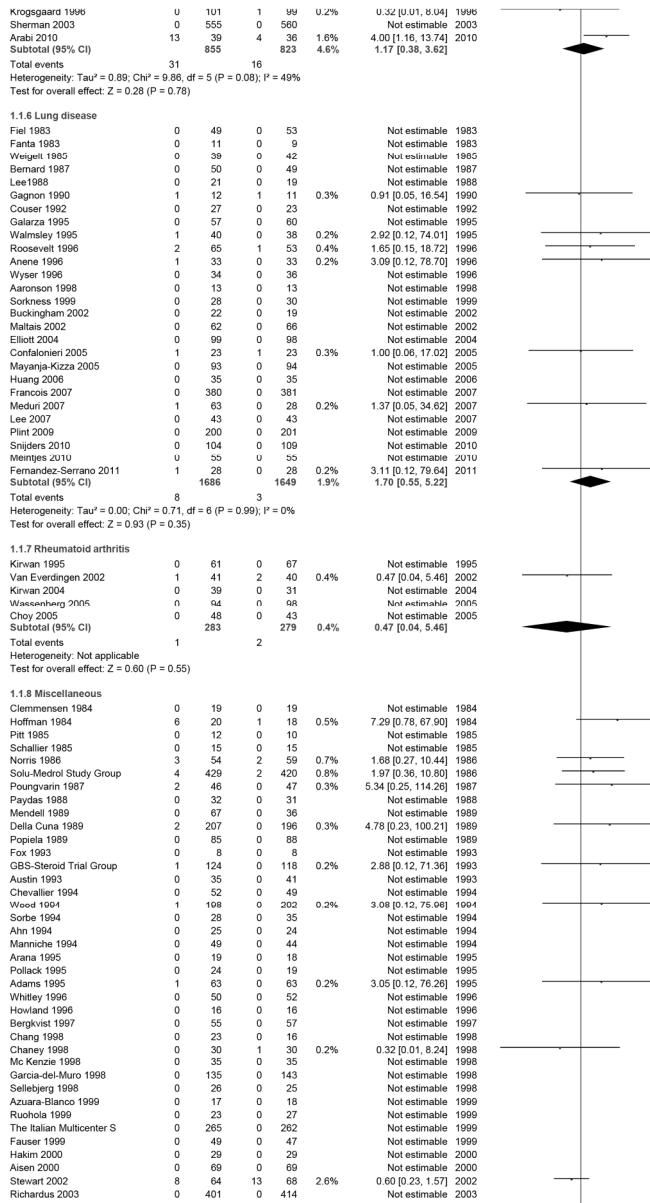 Krogsgaard 1996 0 101 1 99 0.2% 0.32 [0.01, 8.04] 1996
Sherman 2003 0 555 0 560 Not estimable 2003
Arabi 2010 13 39 4 36 1.6% 4.00 [1.16, 13.74] 2010
Subtotal (95% CI) 855 823 4.6% 1.17 [0.38, 3.62]
Total events 31 16
Heterogeneity: Tau² = 0.89; Chi² = 9.86, df = 5 (P = 0.08); I² = 49%
Test for overall effect: Z = 0.28 (P = 0.78)
1.1.6 Lung disease
Fiel 1983 0 49 0 53 Not estimable 1983
Fanta 1983 0 11 0 9 Not estimable 1983
Weigelt 1985 0 39 0 42 Not estimable 1985
Bernard 1987 0 50 0 49 Not estimable 1987
Lee1988 0 21 0 19 Not estimable 1988
Gagnon 1990 1 12 1 11 0.3% 0.91 [0.05, 16.54] 1990
Couser 1992 0 27 0 23 Not estimable 1992
Galarza 1995 0 57 0 60 Not estimable 1995
Walmsley 1995 1 40 0 38 0.2% 2.92 [0.12, 74.01] 1995
Roosevelt 1996 2 65 1 53 0.4% 1.65 [0.15, 18.72] 1996
Anene 1996 1 33 0 33 0.2% 3.09 [0.12, 78.70] 1996
Wyser 1996 0 34 0 36 Not estimable 1996
Aaronson 1998 0 13 0 13 Not estimable 1998
Sorkness 1999 0 28 0 30 Not estimable 1999
Buckingham 2002 0 22 0 19 Not estimable 2002
Maltais 2002 0 62 0 66 Not estimable 2002
Elliott 2004 0 99 0 98 Not estimable 2004
Confalonieri 2005 1 23 1 23 0.3% 1.00 [0.06, 17.02] 2005
Mayanja-Kizza 2005 0 93 0 94 Not estimable 2005
Huang 2006 0 35 0 35 Not estimable 2006
Francois 2007 0 380 0 381 Not estimable 2007
Meduri 2007 1 63 0 28 0.2% 1.37 [0.05, 34.62] 2007
Lee 2007 0 43 0 43 Not estimable 2007
Plint 2009 0 200 0 201 Not estimable 2009
Snijders 2010 0 104 0 109 Not estimable 2010
Meintjes 2010 0 55 0 55 Not estimable 2010
Fernandez-Serrano 2011 1 28 0 28 0.2% 3.11 [0.12, 79.64] 2011
Subtotal (95% CI) 1686 1649 1.9% 1.70 [0.55, 5.22]
Total events 8 3
Heterogeneity: Tau² = 0.00; Chi² = 0.71, df = 6 (P = 0.99); I² = 0%
Test for overall effect: Z = 0.93 (P = 0.35)
1.1.7 Rheumatoid arthritis
Kirwan 1995 0 61 0 67 Not estimable 1995
Van Everdingen 2002 1 41 2 40 0.4% 0.47 [0.04, 5.46] 2002
Kirwan 2004 0 39 0 31 Not estimable 2004
Wassenberg 2005 0 94 0 98 Not estimable 2005
Choy 2005 0 48 0 43 Not estimable 2005
Subtotal (95% CI) 283 279 0.4% 0.47 [0.04, 5.46]
Total events 1 2
Heterogeneity: Not applicable
Test for overall effect: Z = 0.60 (P = 0.55)
1.1.8 Miscellaneous
Clemmensen 1984 0 19 0 19 Not estimable 1984
Hoffman 1984 6 20 1 18 0.5% 7.29 [0.78, 67.90] 1984
Pitt 1985 0 12 0 10 Not estimable 1985
Schallier 1985 0 15 0 15 Not estimable 1985
Norris 1986 3 54 2 59 0.7% 1.68 [0.27, 10.44] 1986
Solu-Medrol Study Group 4 429 2 420 0.8% 1.97 [0.36, 10.80] 1986
Poungvarin 1987 2 46 0 47 0.3% 5.34 [0.25, 114.26] 1987
Paydas 1988 0 32 0 31 Not estimable 1988
Mendell 1989 0 67 0 36 Not estimable 1989
Della Cuna 1989 2 207 0 196 0.3% 4.78 [0.23, 100.21] 1989
Popiela 1989 0 85 0 88 Not estimable 1989
Fox 1993 0 8 0 8 Not estimable 1993
GBS-Steroid Trial Group 1 124 0 118 0.2% 2.88 [0.12, 71.36] 1993
Austin 1993 0 35 0 41 Not estimable 1993
Chevallier 1994 0 52 0 49 Not estimable 1994
Wood 1994 1 198 0 202 0.2% 3.08 [0.12, 75.96] 1994
Sorbe 1994 0 28 0 35 Not estimable 1994
Ahn 1994 0 25 0 24 Not estimable 1994
Manniche 1994 0 49 0 44 Not estimable 1994
Arana 1995 0 19 0 18 Not estimable 1995
Pollack 1995 0 24 0 19 Not estimable 1995
Adams 1995 1 63 0 63 0.2% 3.05 [0.12, 76.26] 1995
Whitley 1996 0 50 0 52 Not estimable 1996
Howland 1996 0 16 0 16 Not estimable 1996
Bergkvist 1997 0 55 0 57 Not estimable 1997
Chang 1998 0 23 0 16 Not estimable 1998
Chaney 1998 0 30 1 30 0.2% 0.32 [0.01, 8.24] 1998
Mc Kenzie 1998 0 35 0 35 Not estimable 1998
Garcia-del-Muro 1998 0 135 0 143 Not estimable 1998
Sellebjerg 1998 0 26 0 25 Not estimable 1998
Azuara-Blanco 1999 0 17 0 18 Not estimable 1999
Ruohola 1999 0 23 0 27 Not estimable 1999
The Italian Multicenter S 0 265 0 262 Not estimable 1999
Fauser 1999 0 49 0 47 Not estimable 1999
Hakim 2000 0 29 0 29 Not estimable 2000
Aisen 2000 0 69 0 69 Not estimable 2000
Stewart 2002 8 64 13 68 2.6% 0.60 [0.23, 1.57] 2002
Richardus 2003 0 401 0 414 Not estimable 2003